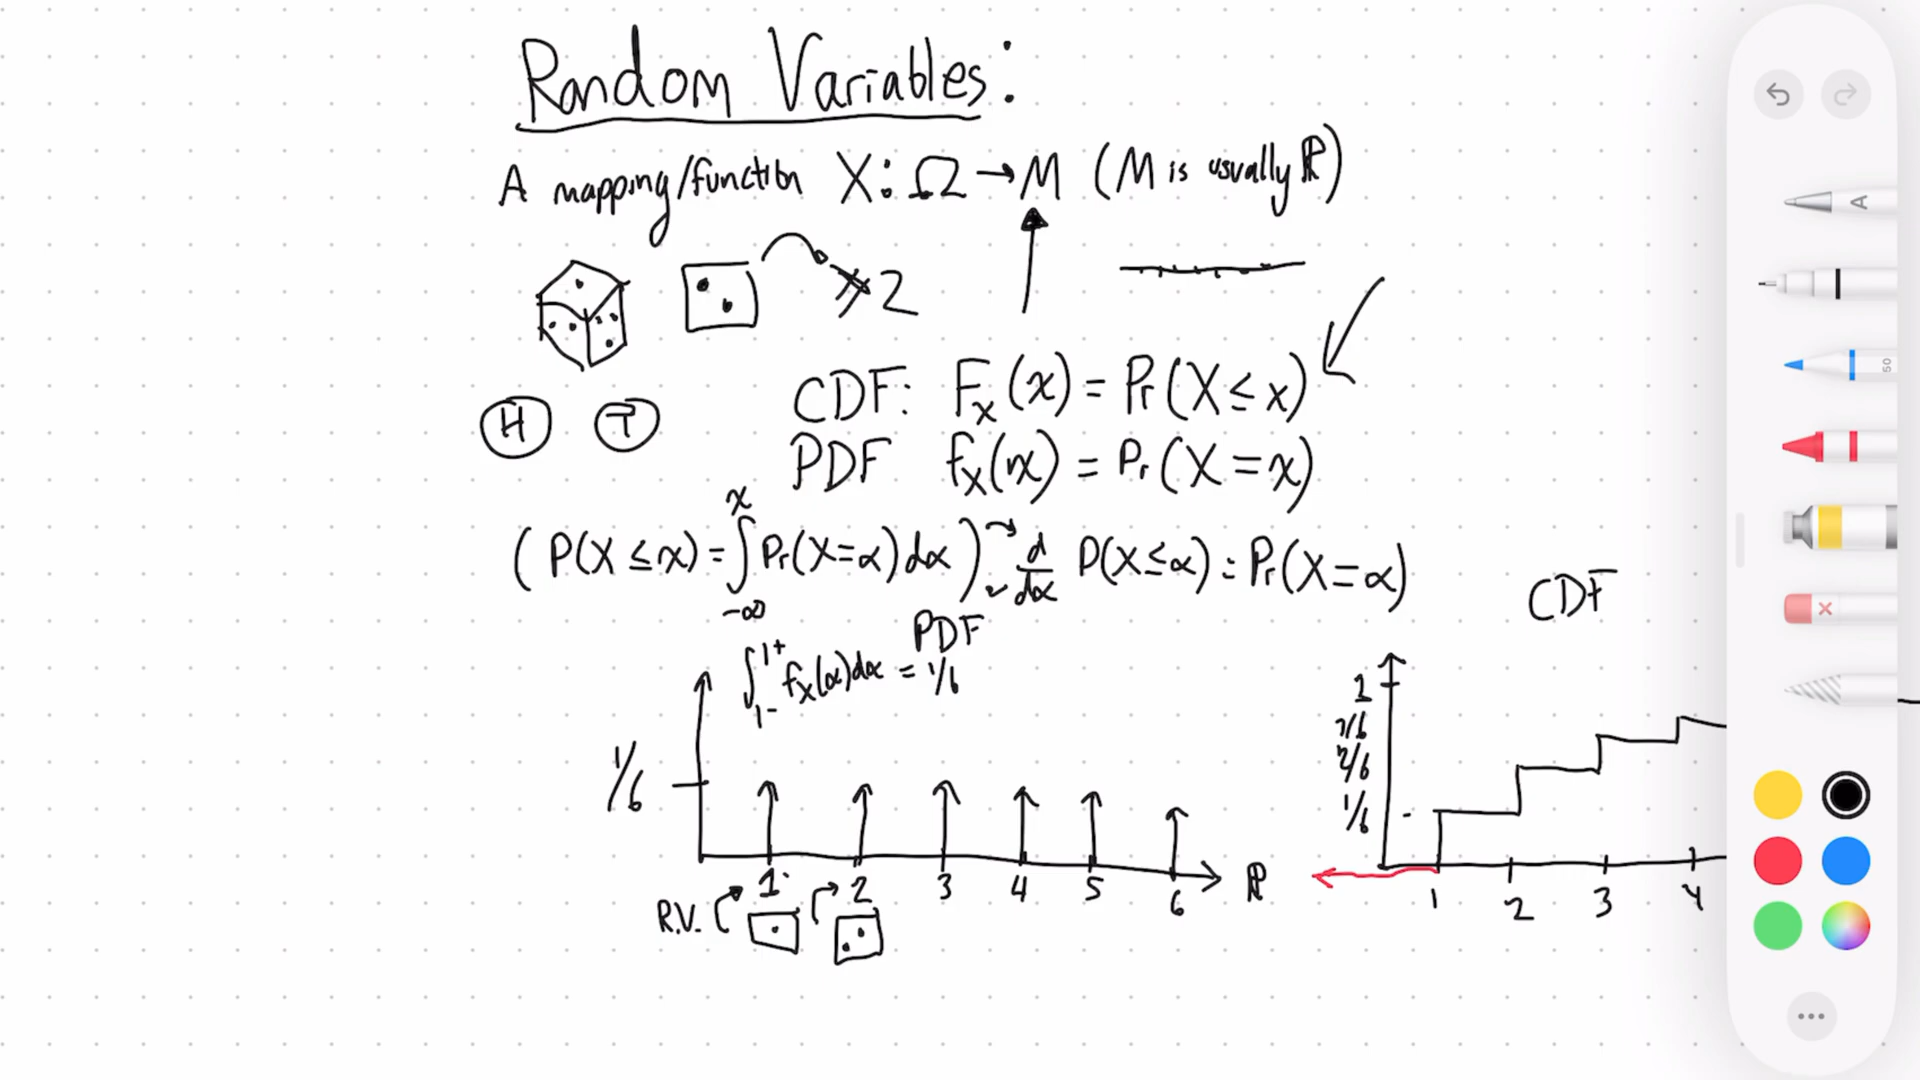 Random Variables:
A mapping/function X: Ω → M (M is usually ℝ)
2
H T
CDF: F_X(x) = Pr(X ≤ x)
PDF f_X(x) = Pr(X = x)
(P(X ≤ x) = ∫_{-∞}^{x} Pr(X = α) dα) d/dα P(X ≤ α) = Pr(X = α)
CDF
PDF
∫_{1-}^{1+} f_X(α) dα = 1/6
1
2/6
1/6
1/6
1 2 3 4 5 6 ℝ
1 2 3 4
R.V.
A
50